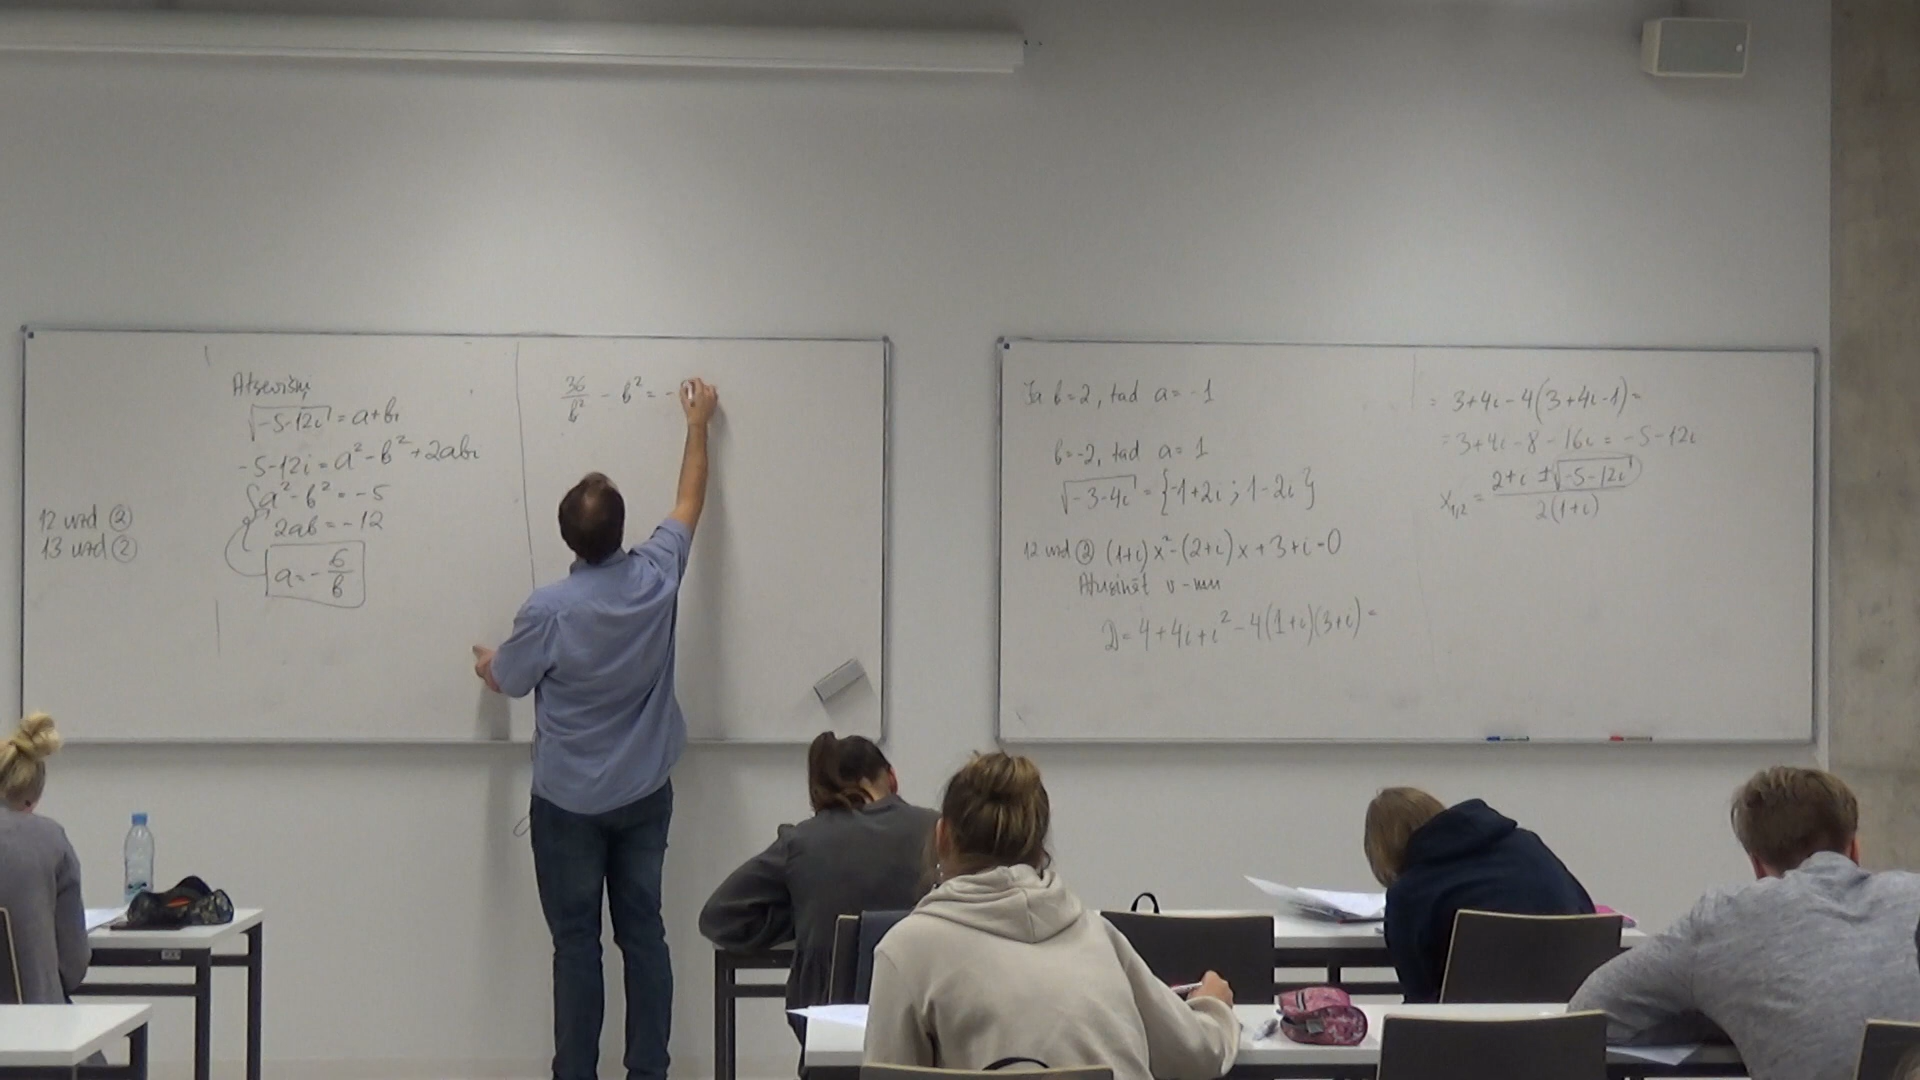 12 uzd ②
13 uzd ②
Atsevišķi
√-5-12i = a+bi
-5-12i = a²-b²+2abi
{a²-b² = -5
2ab = -12
a = -6/b
36/b² - b² = -
Ja b=2, tad a= -1
b=-2, tad a= 1
√-3-4i = {-1+2i ; 1-2i}
12 uzd ② (1+i)x²-(2+i)x+3+i=0
Atrisināt v-mu
D=4+4i+i²-4(1+i)(3+i)=
= 3+4i-4(3+4i-1)=
=3+4i-8-16i = -5-12i
x₁,₂ = (2+i ±√-5-12i)/2(1+i)